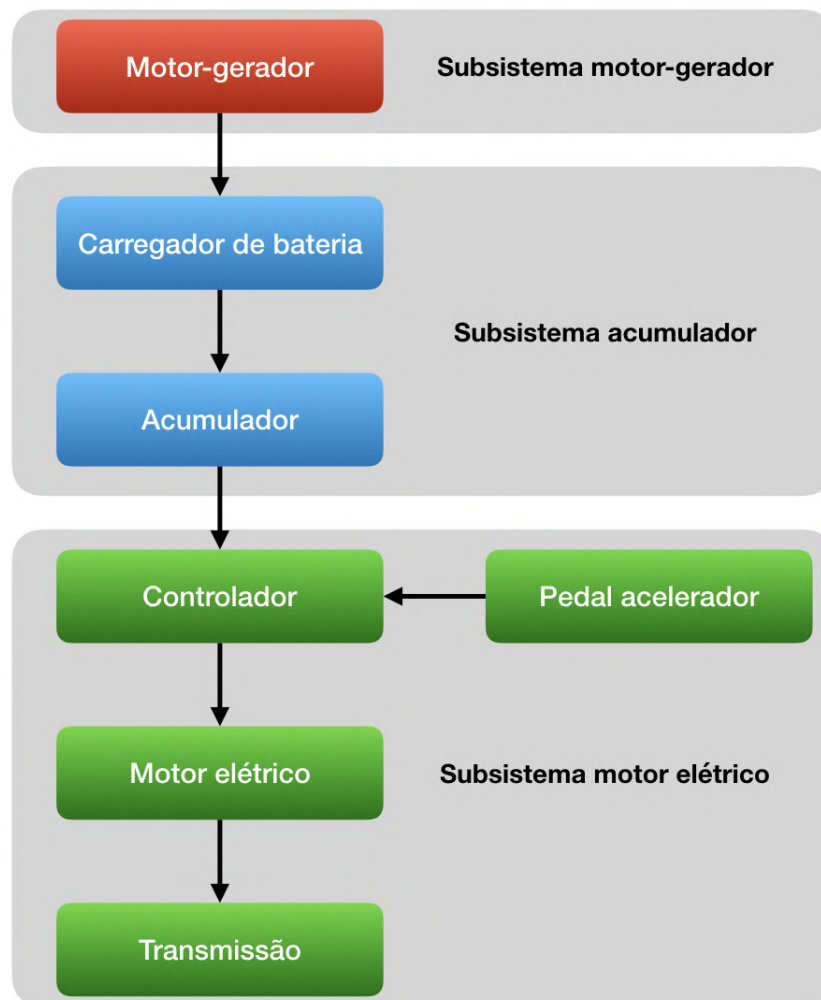 Motor-gerador
Subsistema motor-gerador
Carregador de bateria
Subsistema acumulador
Acumulador
Controlador
Pedal acelerador
Motor elétrico
Subsistema motor elétrico
Transmissão